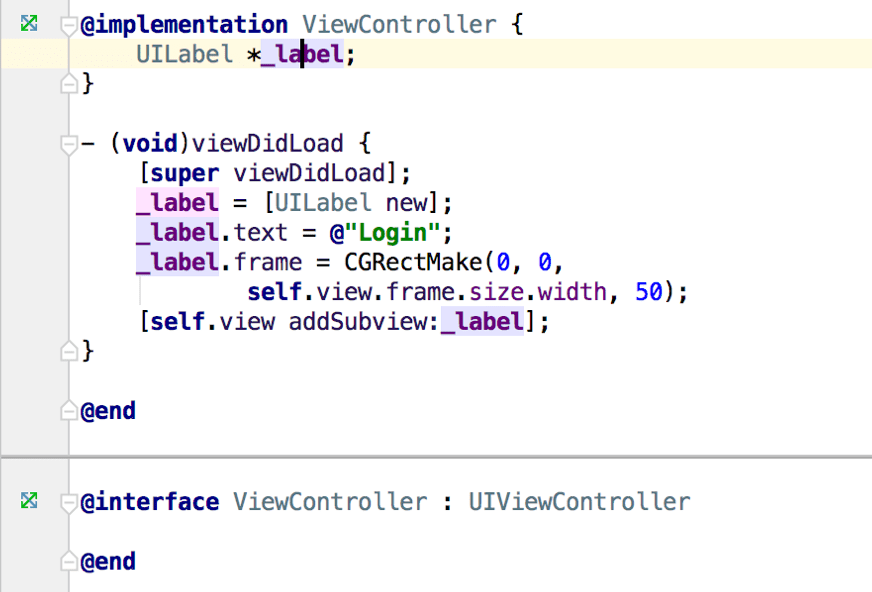 @implementation ViewController {
UILabel *_label;
}
- (void)viewDidLoad {
[super viewDidLoad];
_label = [UILabel new];
_label.text = @"Login";
_label.frame = CGRectMake(0, 0,
self.view.frame.size.width, 50);
[self.view addSubview:_label];
}
@end
@interface ViewController : UIViewController
@end